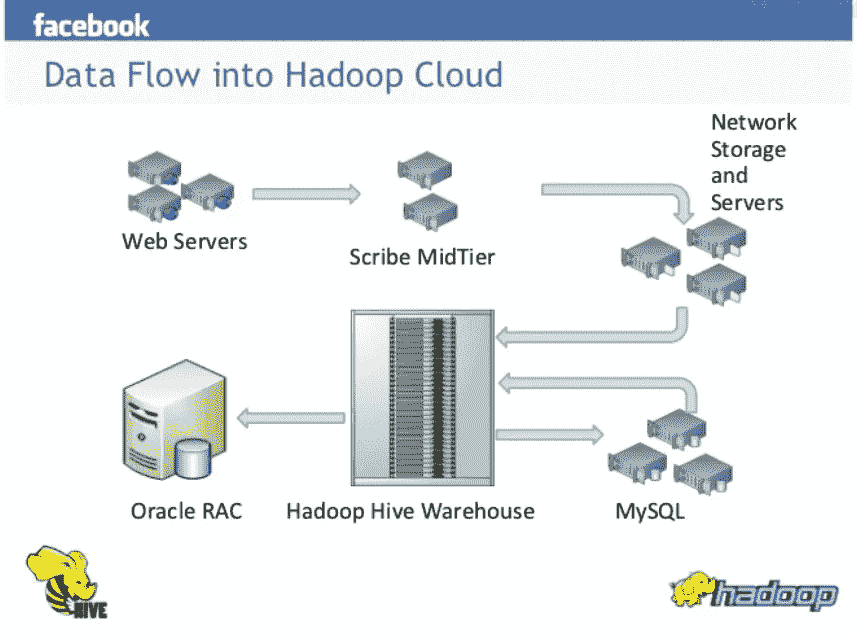 facebook
Data Flow into Hadoop Cloud
Network
Storage
and
Servers
Web Servers
Scribe MidTier
Oracle RAC
Hadoop Hive Warehouse
MySQL
HIVE
hadoop